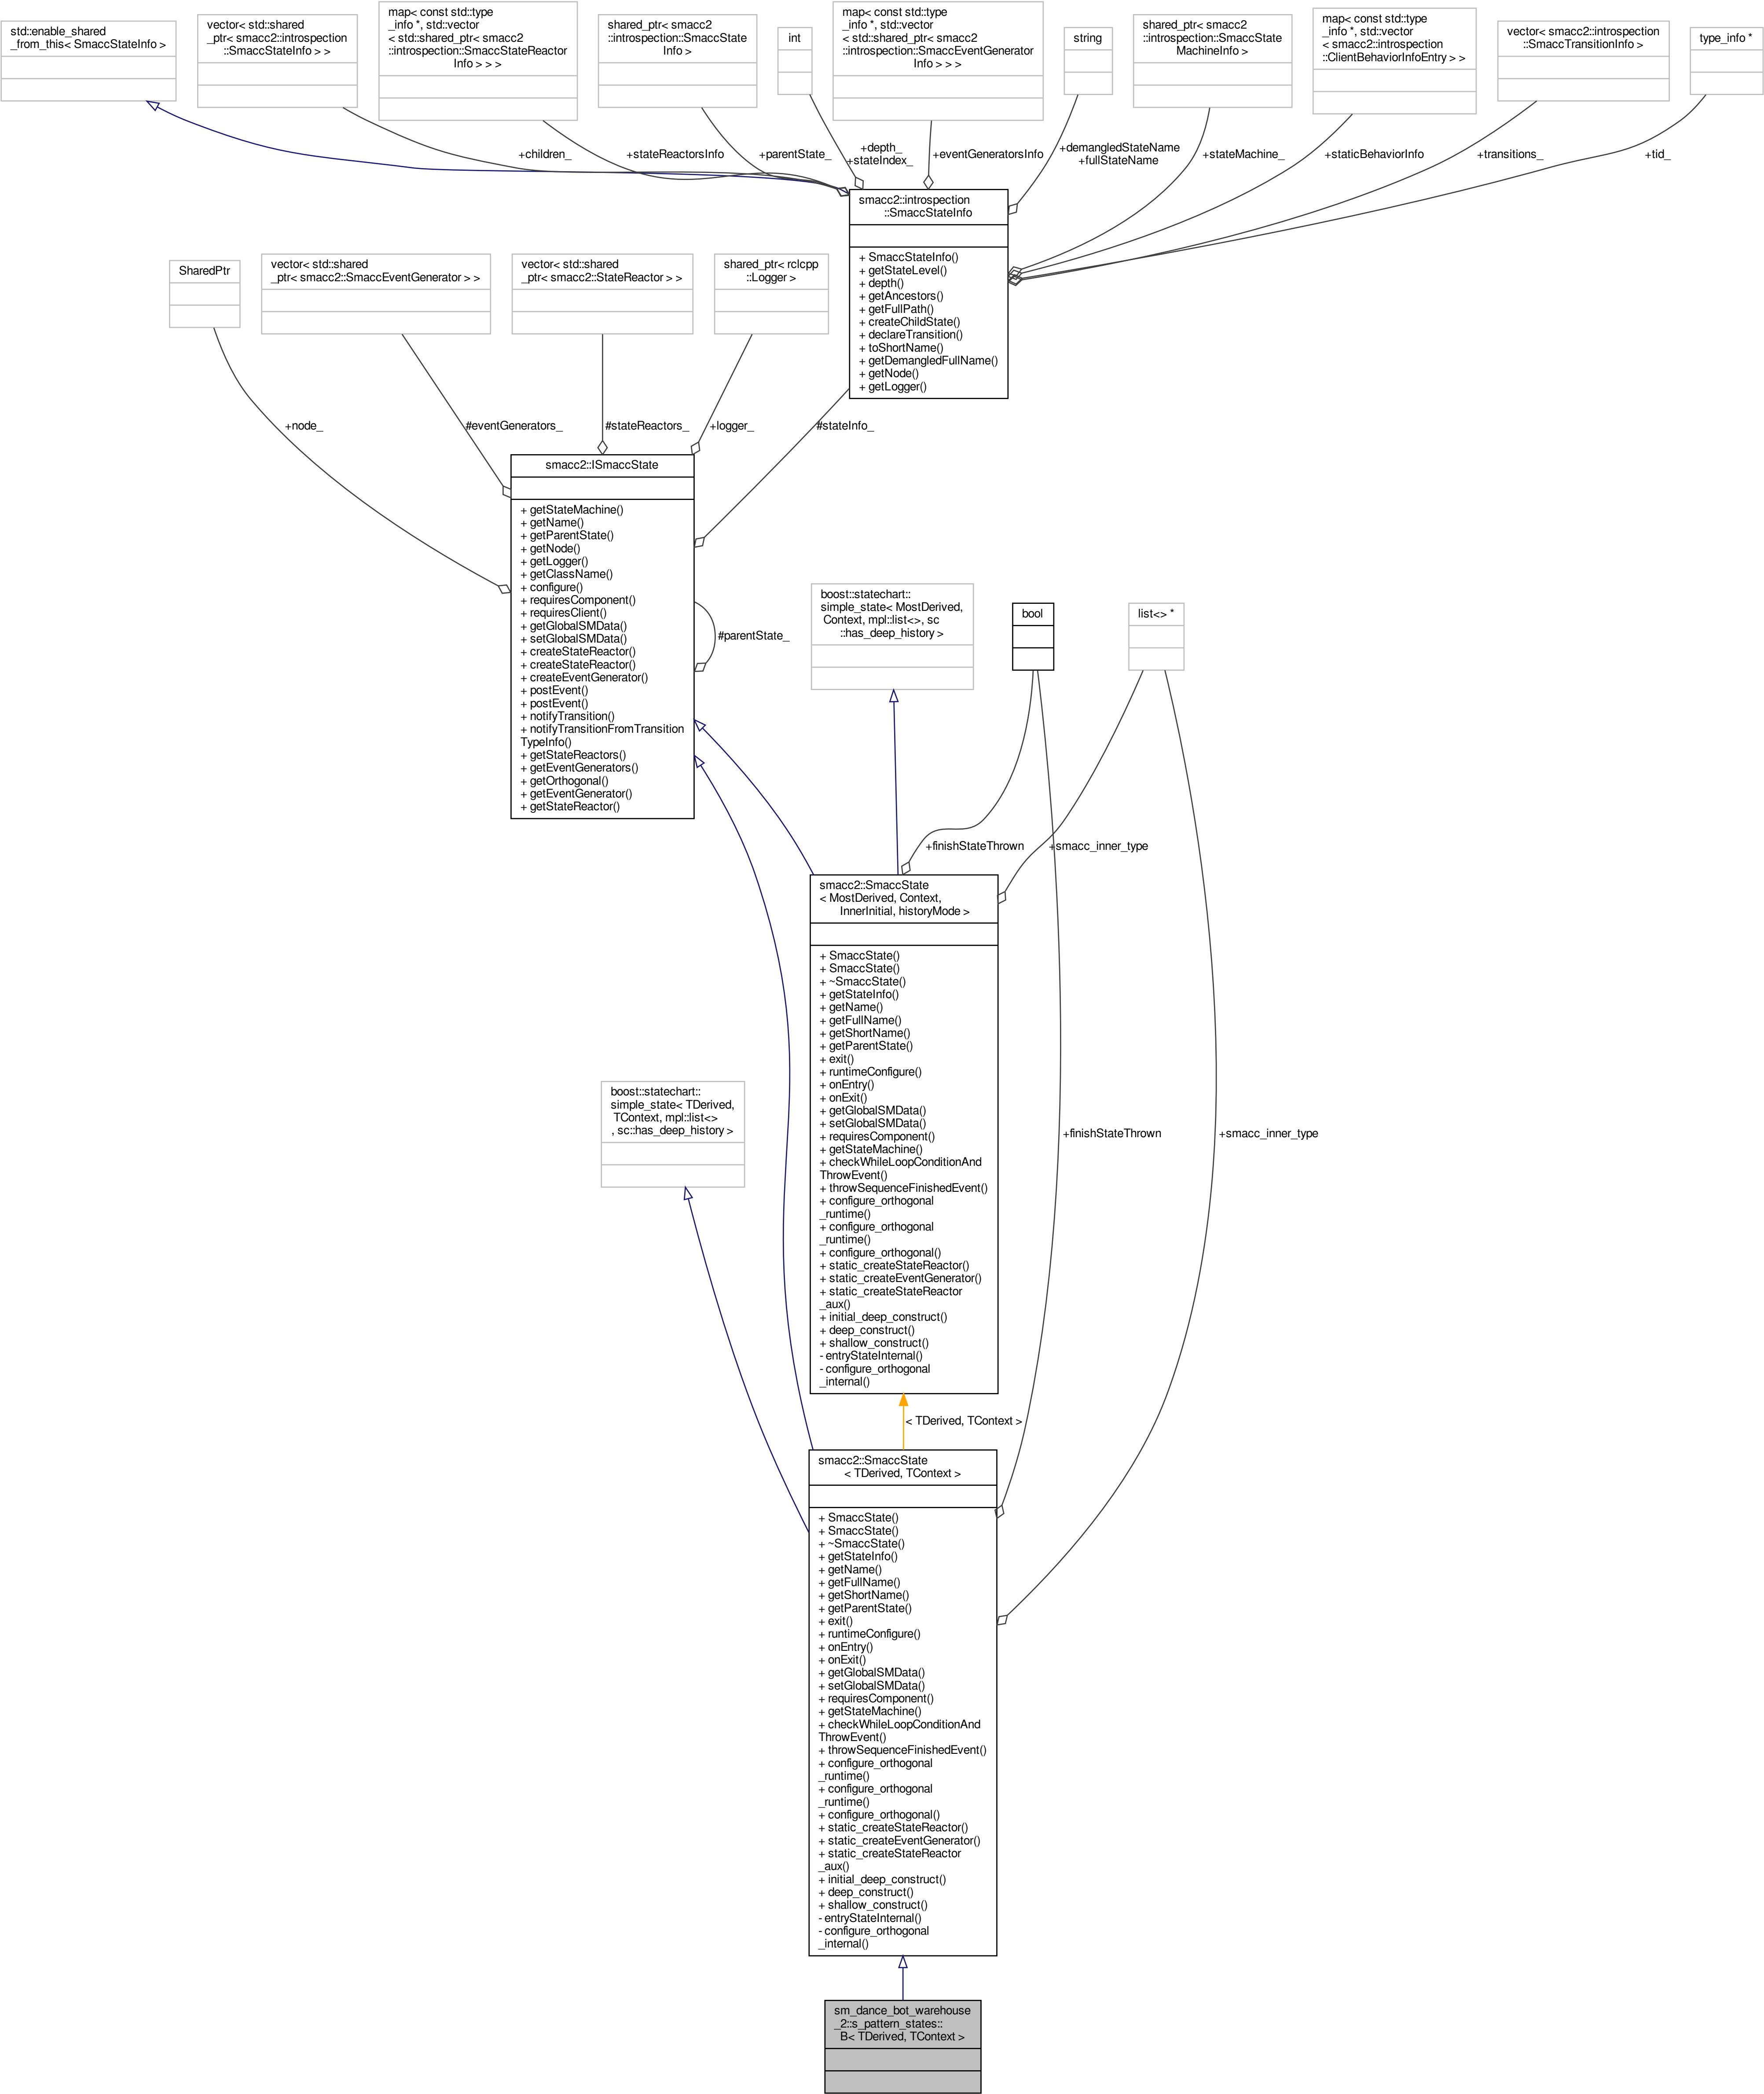 std::enable_shared
_from_this< SmaccStateInfo >
vector< std::shared
_ptr< smacc2::introspection
::SmaccStateInfo > >
map< const std::type
_info *, std::vector
< std::shared_ptr< smacc2
::introspection::SmaccStateReactor
Info > > >
shared_ptr< smacc2
::introspection::SmaccState
Info >
int
map< const std::type
_info *, std::vector
< std::shared_ptr< smacc2
::introspection::SmaccEventGenerator
Info > > >
string
shared_ptr< smacc2
::introspection::SmaccState
MachineInfo >
map< const std::type
_info *, std::vector
< smacc2::introspection
::ClientBehaviorInfoEntry > >
vector< smacc2::introspection
::SmaccTransitionInfo >
type_info *
+children_
+stateReactorsInfo
+parentState_
+depth_
+stateIndex_
+eventGeneratorsInfo
+demangledStateName
+fullStateName
+stateMachine_
+staticBehaviorInfo
+transitions_
+tid_
smacc2::introspection
::SmaccStateInfo
+ SmaccStateInfo()
+ getStateLevel()
+ depth()
+ getAncestors()
+ getFullPath()
+ createChildState()
+ declareTransition()
+ toShortName()
+ getDemangledFullName()
+ getNode()
+ getLogger()
SharedPtr
vector< std::shared
_ptr< smacc2::SmaccEventGenerator > >
vector< std::shared
_ptr< smacc2::StateReactor > >
shared_ptr< rclcpp
::Logger >
+node_
#eventGenerators_
#stateReactors_
+logger_
#stateInfo_
smacc2::ISmaccState
+ getStateMachine()
+ getName()
+ getParentState()
+ getNode()
+ getLogger()
+ getClassName()
+ configure()
+ requiresComponent()
+ requiresClient()
+ getGlobalSMData()
+ setGlobalSMData()
+ createStateReactor()
+ createStateReactor()
+ createEventGenerator()
+ postEvent()
+ postEvent()
+ notifyTransition()
+ notifyTransitionFromTransition
TypeInfo()
+ getStateReactors()
+ getEventGenerators()
+ getOrthogonal()
+ getEventGenerator()
+ getStateReactor()
#parentState_
boost::statechart::
simple_state< MostDerived,
Context, mpl::list<>, sc
::has_deep_history >
bool
list<> *
+finishStateThrown
+smacc_inner_type
smacc2::SmaccState
< MostDerived, Context,
InnerInitial, historyMode >
+ SmaccState()
+ SmaccState()
+ ~SmaccState()
+ getStateInfo()
+ getName()
+ getFullName()
+ getShortName()
+ getParentState()
+ exit()
+ runtimeConfigure()
+ onEntry()
+ onExit()
+ getGlobalSMData()
+ setGlobalSMData()
+ requiresComponent()
+ getStateMachine()
+ checkWhileLoopConditionAnd
ThrowEvent()
+ throwSequenceFinishedEvent()
+ configure_orthogonal
_runtime()
+ configure_orthogonal
_runtime()
+ configure_orthogonal()
+ static_createStateReactor()
+ static_createEventGenerator()
+ static_createStateReactor
_aux()
+ initial_deep_construct()
+ deep_construct()
+ shallow_construct()
- entryStateInternal()
- configure_orthogonal
_internal()
boost::statechart::
simple_state< TDerived,
TContext, mpl::list<>
, sc::has_deep_history >
+finishStateThrown
+smacc_inner_type
< TDerived, TContext >
smacc2::SmaccState
< TDerived, TContext >
+ SmaccState()
+ SmaccState()
+ ~SmaccState()
+ getStateInfo()
+ getName()
+ getFullName()
+ getShortName()
+ getParentState()
+ exit()
+ runtimeConfigure()
+ onEntry()
+ onExit()
+ getGlobalSMData()
+ setGlobalSMData()
+ requiresComponent()
+ getStateMachine()
+ checkWhileLoopConditionAnd
ThrowEvent()
+ throwSequenceFinishedEvent()
+ configure_orthogonal
_runtime()
+ configure_orthogonal
_runtime()
+ configure_orthogonal()
+ static_createStateReactor()
+ static_createEventGenerator()
+ static_createStateReactor
_aux()
+ initial_deep_construct()
+ deep_construct()
+ shallow_construct()
- entryStateInternal()
- configure_orthogonal
_internal()
sm_dance_bot_warehouse
_2::s_pattern_states::
B< TDerived, TContext >